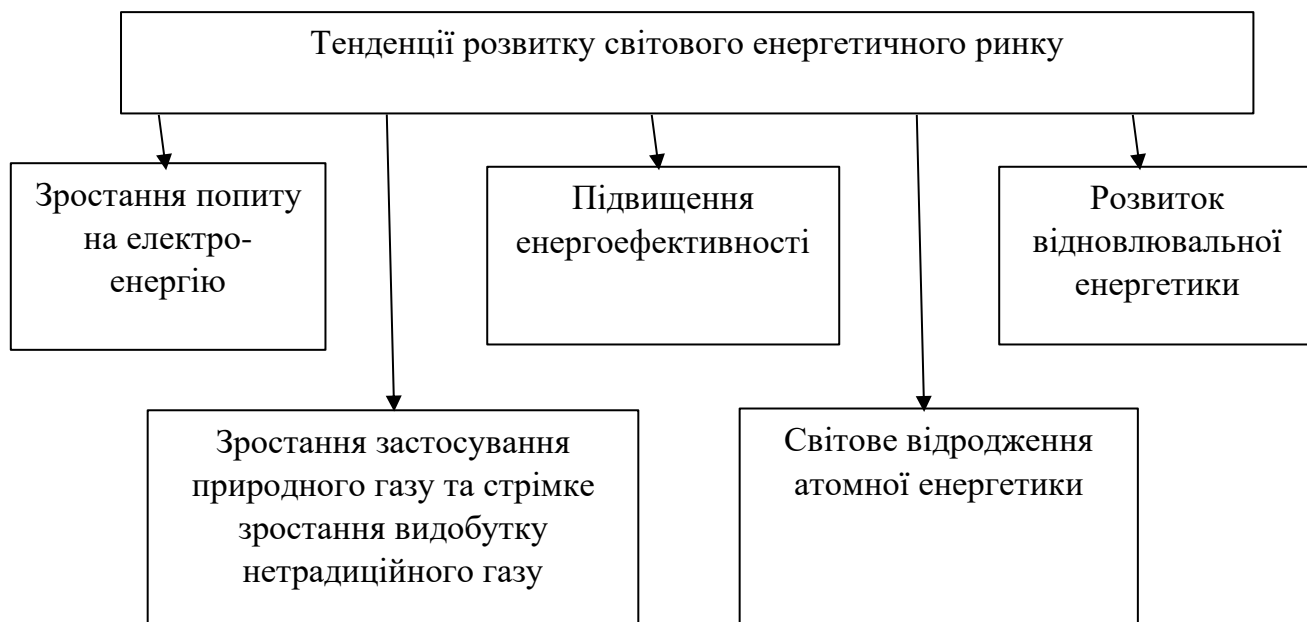 Тенденції розвитку світового енергетичного ринку
Зростання попиту
на електро-
енергію
Підвищення
енергоефективності
Розвиток
відновлювальної
енергетики
Зростання застосування
природного газу та стрімке
зростання видобутку
нетрадиційного газу
Світове відродження
атомної енергетики